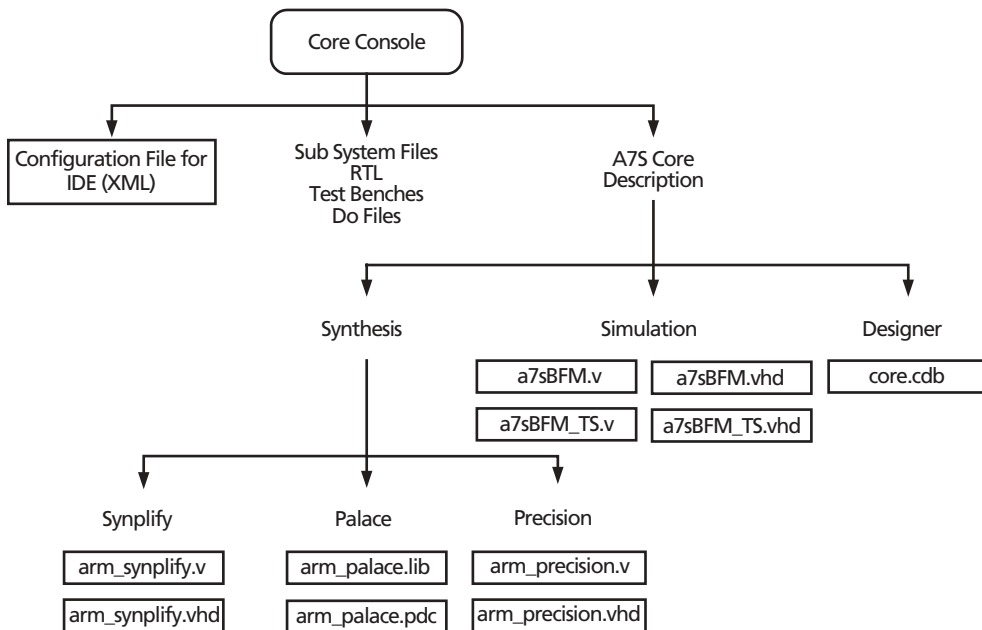 Core Console
Configuration File for
IDE (XML)
Sub System Files
RTL
Test Benches
Do Files
A7S Core
Description
Synthesis
Simulation
Designer
a7sBFM.v
a7sBFM.vhd
core.cdb
a7sBFM_TS.v
a7sBFM_TS.vhd
Synplify
Palace
Precision
arm_synplify.v
arm_palace.lib
arm_precision.v
arm_synplify.vhd
arm_palace.pdc
arm_precision.vhd